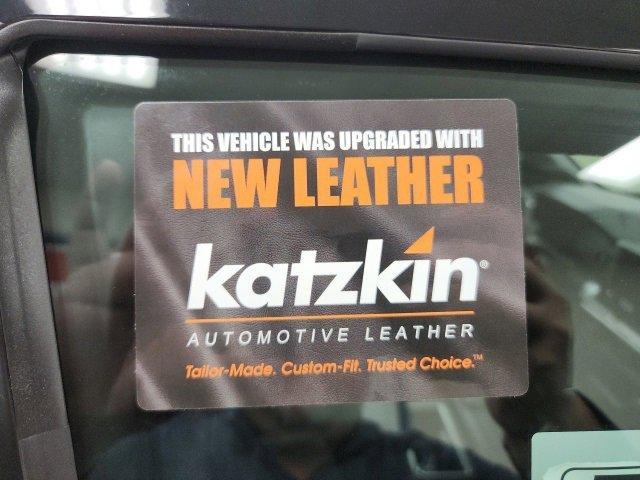 THIS VEHICLE WAS UPGRADED WITH
NEW LEATHER
katzkin®
AUTOMOTIVE LEATHER
Tailor-Made. Custom-Fit. Trusted Choice.™